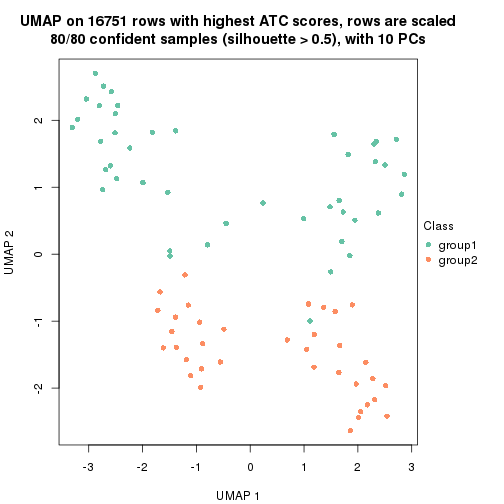 UMAP on 16751 rows with highest ATC scores, rows are scaled
80/80 confident samples (silhouette > 0.5), with 10 PCs
2
1
0
-1
-2
UMAP 2
-3
-2
-1
0
1
2
3
UMAP 1
Class
group1
group2